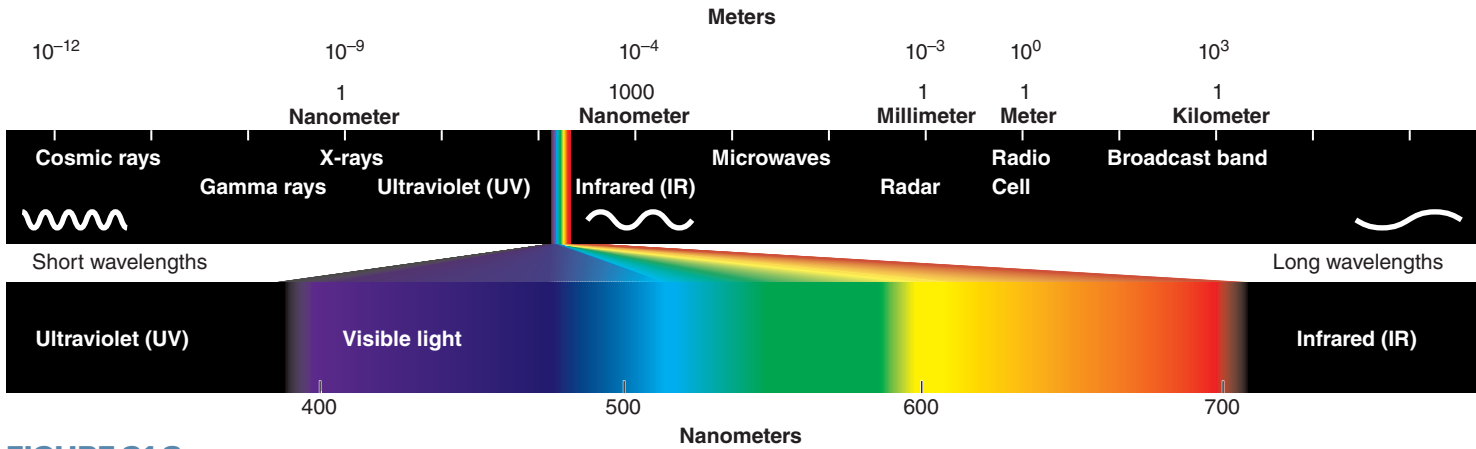 Meters
10⁻¹² 10⁻⁹ 10⁻⁴ 10⁻³ 10⁰ 10³
1 1000 1 1 1
Nanometer Nanometer Millimeter Meter Kilometer
Cosmic rays X-rays Microwaves Radio Broadcast band
Gamma rays Ultraviolet (UV) Infrared (IR) Radar Cell
Short wavelengths Long wavelengths
Ultraviolet (UV) Visible light Infrared (IR)
400 500 600 700
Nanometers